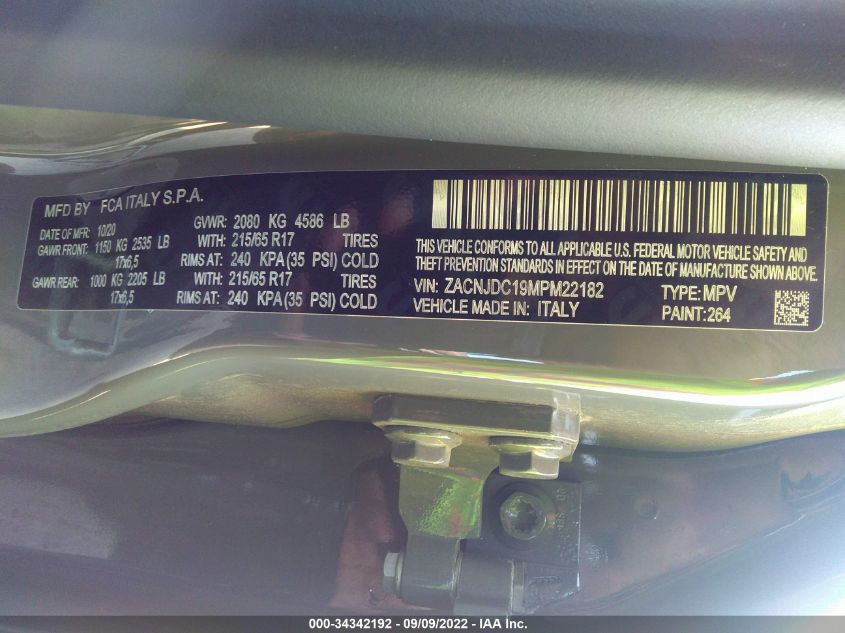 MFD BY FCA ITALY S.P.A.
DATE OF MFR: 10/20 GVWR: 2080 KG 4586 LB
GAWR FRONT: 1150 KG 2535 LB WITH: 215/65 R17 TIRES
17x6,5 RIMS AT: 240 KPA (35 PSI) COLD
GAWR REAR: 1000 KG 2205 LB WITH: 215/65 R17 TIRES
17x6,5 RIMS AT: 240 KPA (35 PSI) COLD
THIS VEHICLE CONFORMS TO ALL APPLICABLE U.S. FEDERAL MOTOR VEHICLE SAFETY AND
THEFT PREVENTION STANDARDS IN EFFECT ON THE DATE OF MANUFACTURE SHOWN ABOVE.
VIN: ZACNJDC19MPM22182 TYPE: MPV
VEHICLE MADE IN: ITALY PAINT: 264
000-34342192 - 09/09/2022 - IAA Inc.